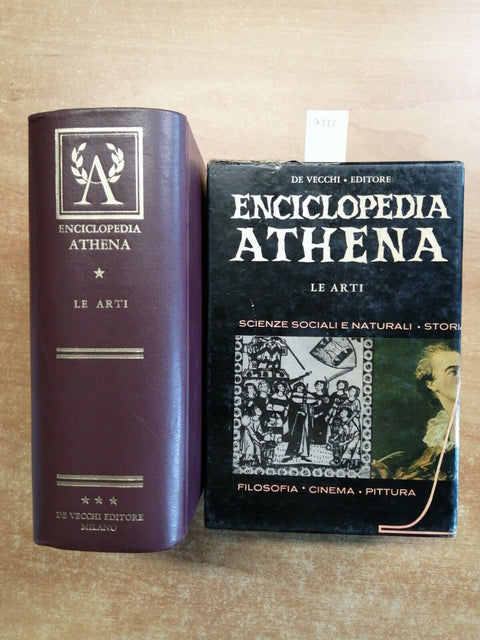 A
ENCICLOPEDIA
ATHENA
LE ARTI
DE VECCHI EDITORE
MILANO
DE VECCHI • EDITORE
ENCICLOPEDIA
ATHENA
LE ARTI
SCIENZE SOCIALI E NATURALI • STORI
FILOSOFIA • CINEMA • PITTURA